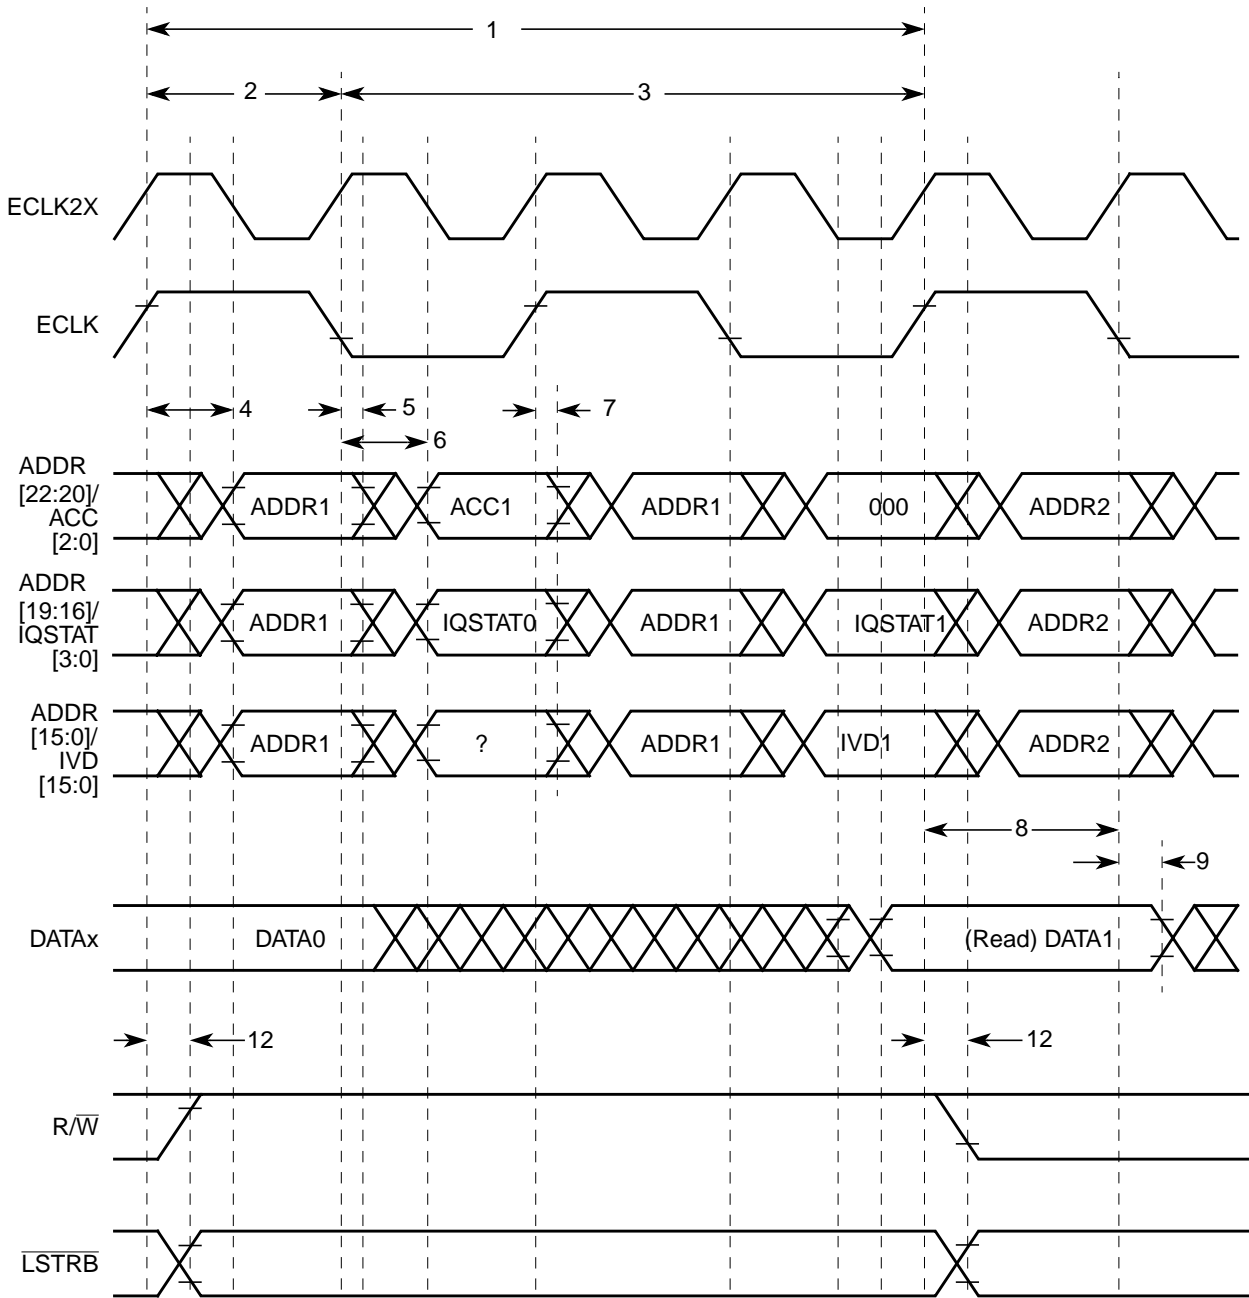 1
2
3
ECLK2X
ECLK
4
5
6
7
ADDR
[22:20]/
ACC
[2:0]
ADDR1
ACC1
ADDR1
000
ADDR2
ADDR
[19:16]/
IQSTAT
[3:0]
ADDR1
IQSTAT0
ADDR1
IQSTAT1
ADDR2
ADDR
[15:0]/
IVD
[15:0]
ADDR1
?
ADDR1
IVD1
ADDR2
8
9
DATAx
DATA0
(Read) DATA1
12
12
R/W̅
L̅S̅T̅R̅B̅